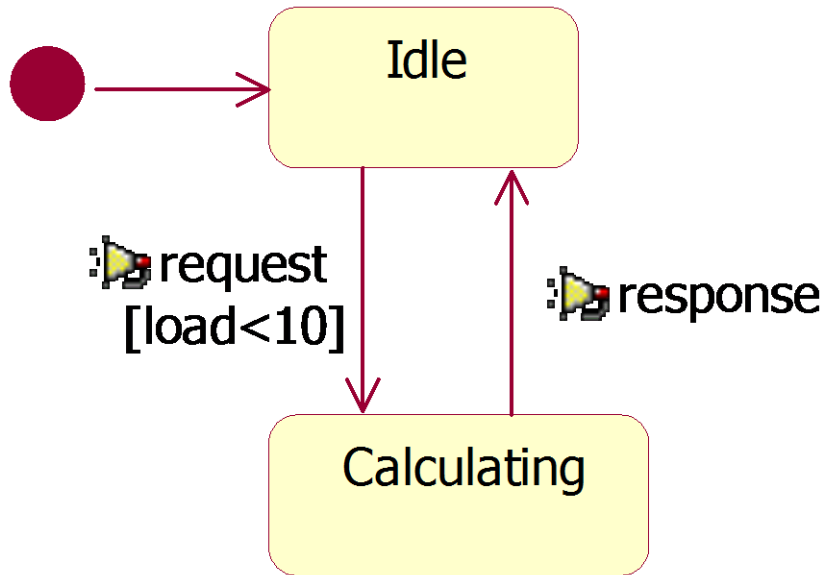 Idle
request
[load<10]
response
Calculating